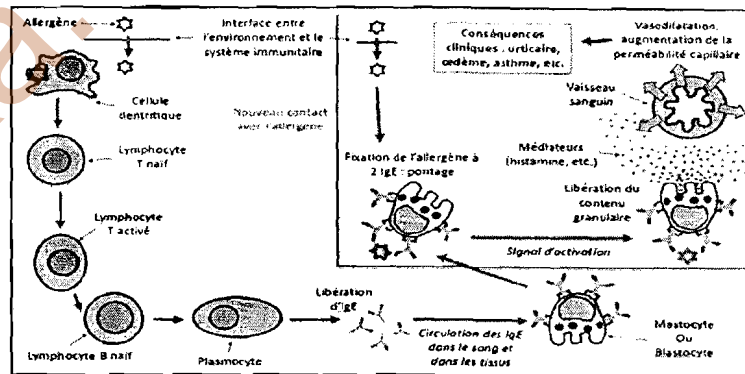 Allergène
Interface entre
l'environnement et le
système immunitaire
Cellule
dentritique
Lymphocyte
T naïf
Lymphocyte
T activé
Lymphocyte B naïf
Plasmocyte
Libération
d'IgE
Circulation des IgE
dans le sang et
dans les tissus
Mastocyte
Ou
Blastocyte
Nouveau contact
avec l'allergène
Fixation de l'allergène à
2 IgE : pontage
Signal d'activation
Libération du
contenu
granulaire
Médiateurs
(histamine, etc.)
Vaisseau
sanguin
Vasodilatation,
augmentation de la
perméabilité capillaire
Conséquences
cliniques : urticaire,
œdème, asthme, etc.